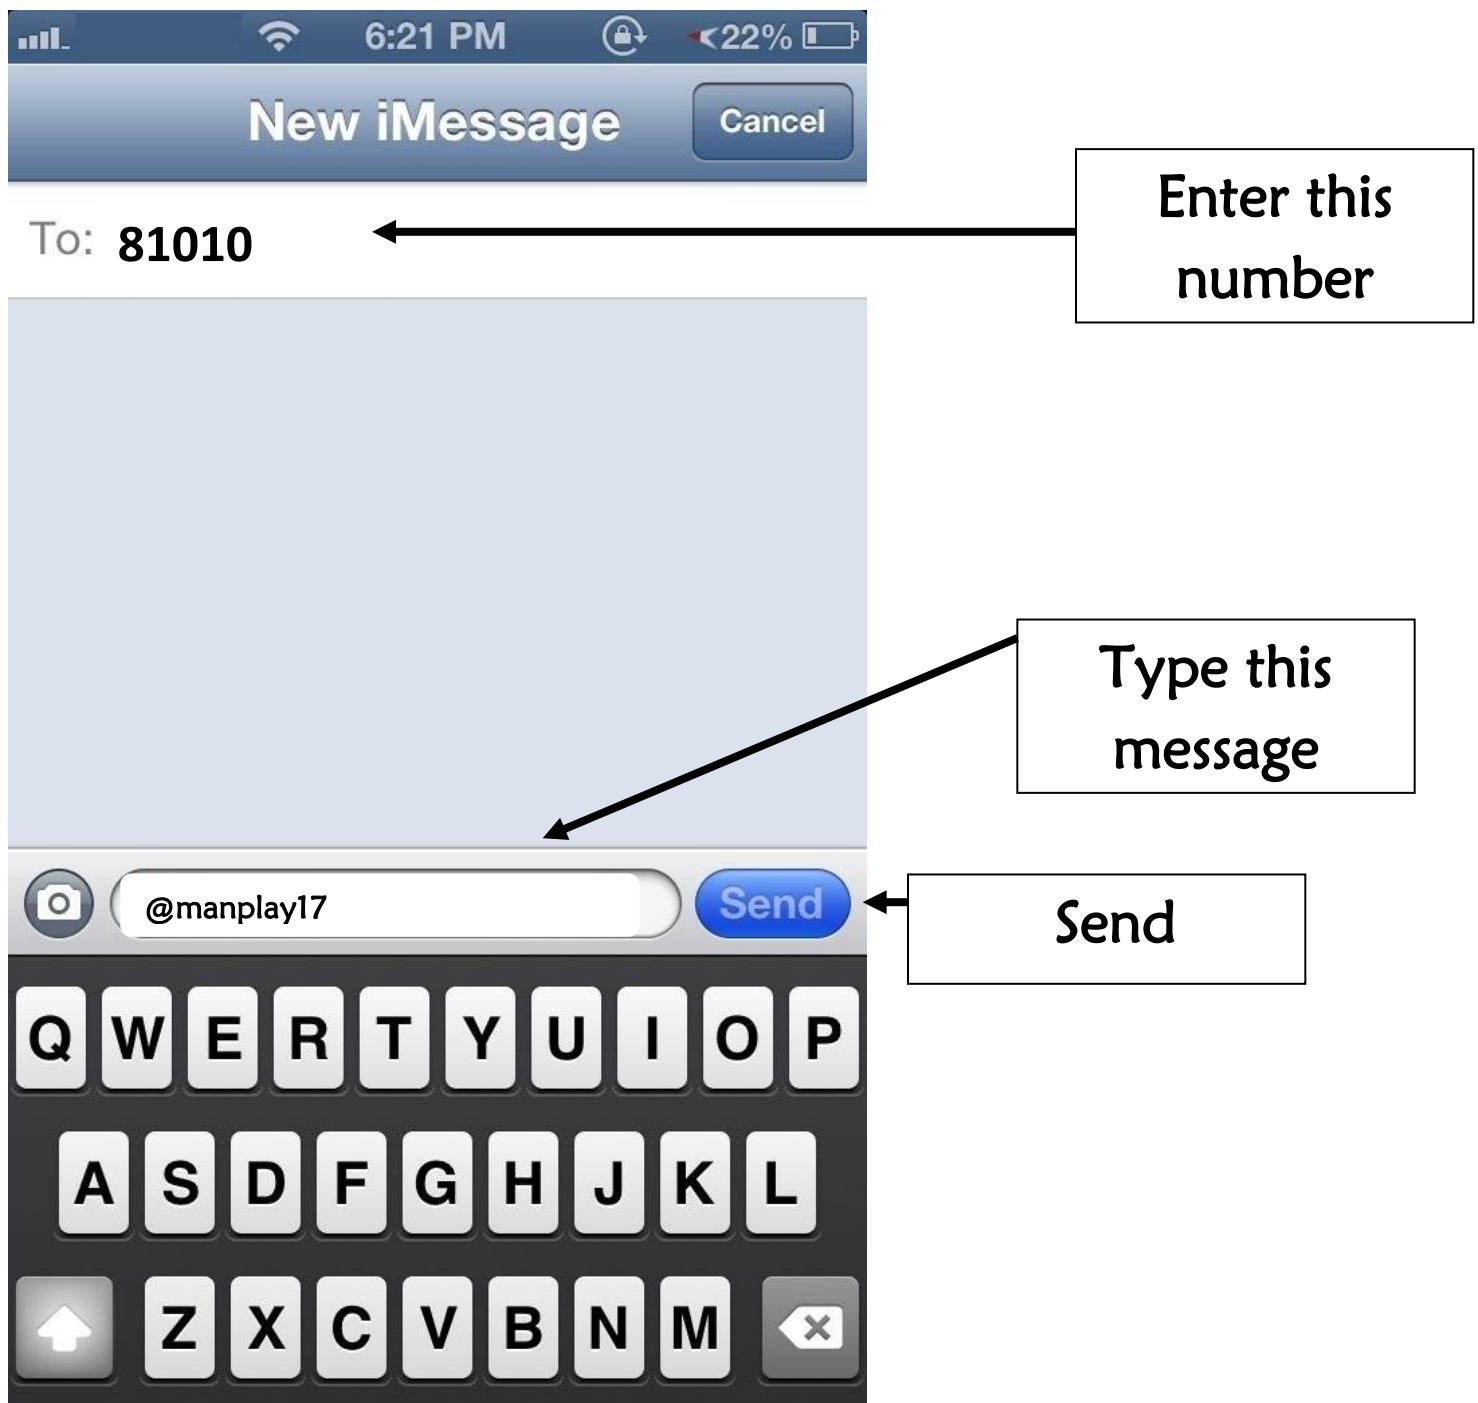 6:21 PM
22%
New iMessage
Cancel
To: 81010
Enter this
number
Type this
message
@manplay17
Send
Send
Q W E R T Y U I O P
A S D F G H J K L
Z X C V B N M